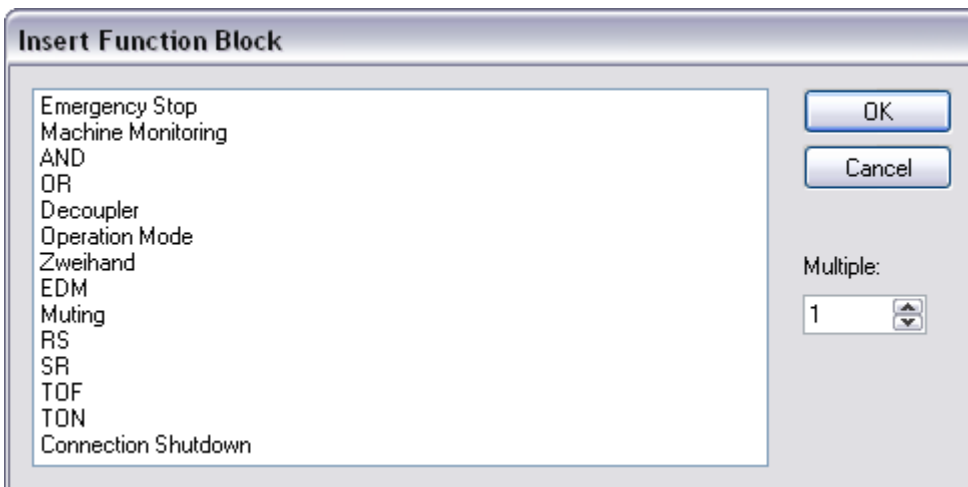 Insert Function Block
Emergency Stop
Machine Monitoring
AND
OR
Decoupler
Operation Mode
Zweihand
EDM
Muting
RS
SR
TOF
TON
Connection Shutdown
OK
Cancel
Multiple:
1